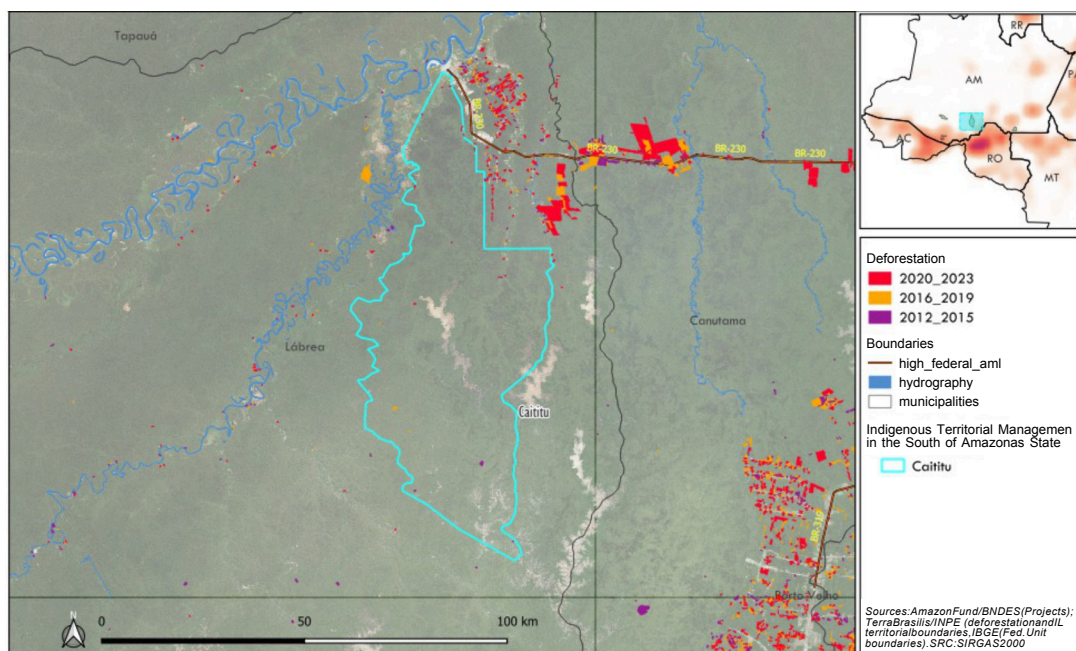 Tapauá
BR-230
BR-230
BR-230
BR-230
Lábrea
Canutama
Caititu
BR-319
Porto Velho
N
0
50
100 km
RR
AM
PA
AC
RO
MT
Deforestation
2020_2023
2016_2019
2012_2015
Boundaries
high_federal_aml
hydrography
municipalities
Indigenous Territorial Managemen
in the South of Amazonas State
Caititu
Sources:AmazonFund/BNDES(Projects);
TerraBrasilis/INPE (deforestationandIL
territorialboundaries,IBGE(Fed.Unit
boundaries).SRC:SIRGAS2000